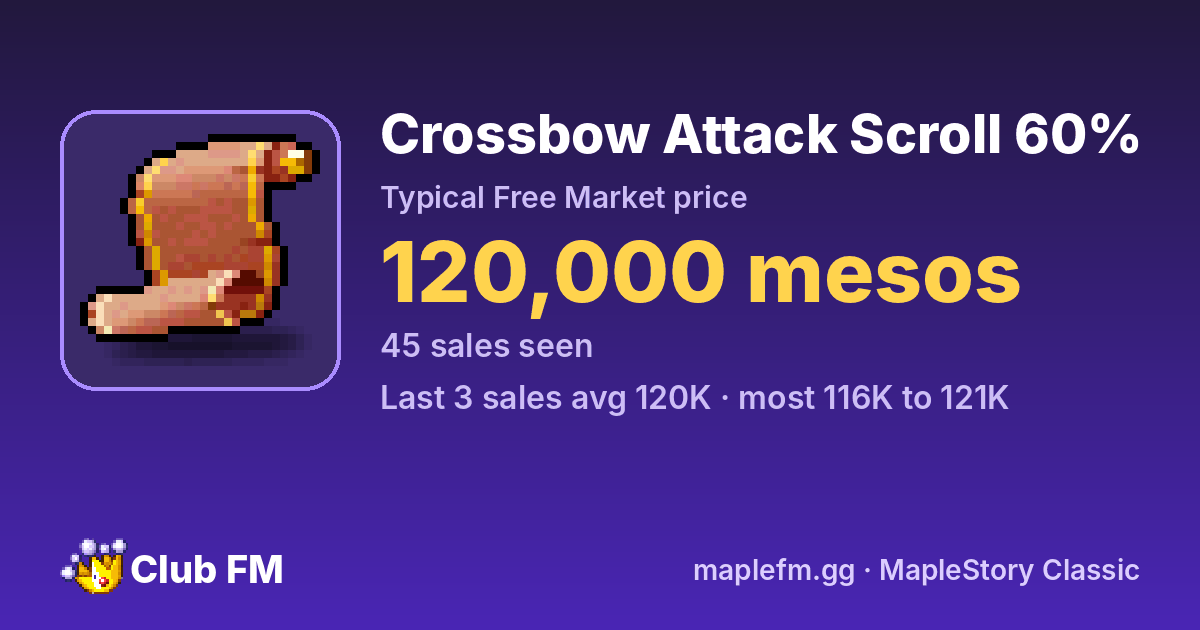 Crossbow Attack Scroll 60%
Typical Free Market price
120,000 mesos
45 sales seen
Last 3 sales avg 120K · most 116K to 121K
Club FM
maplefm.gg · MapleStory Classic